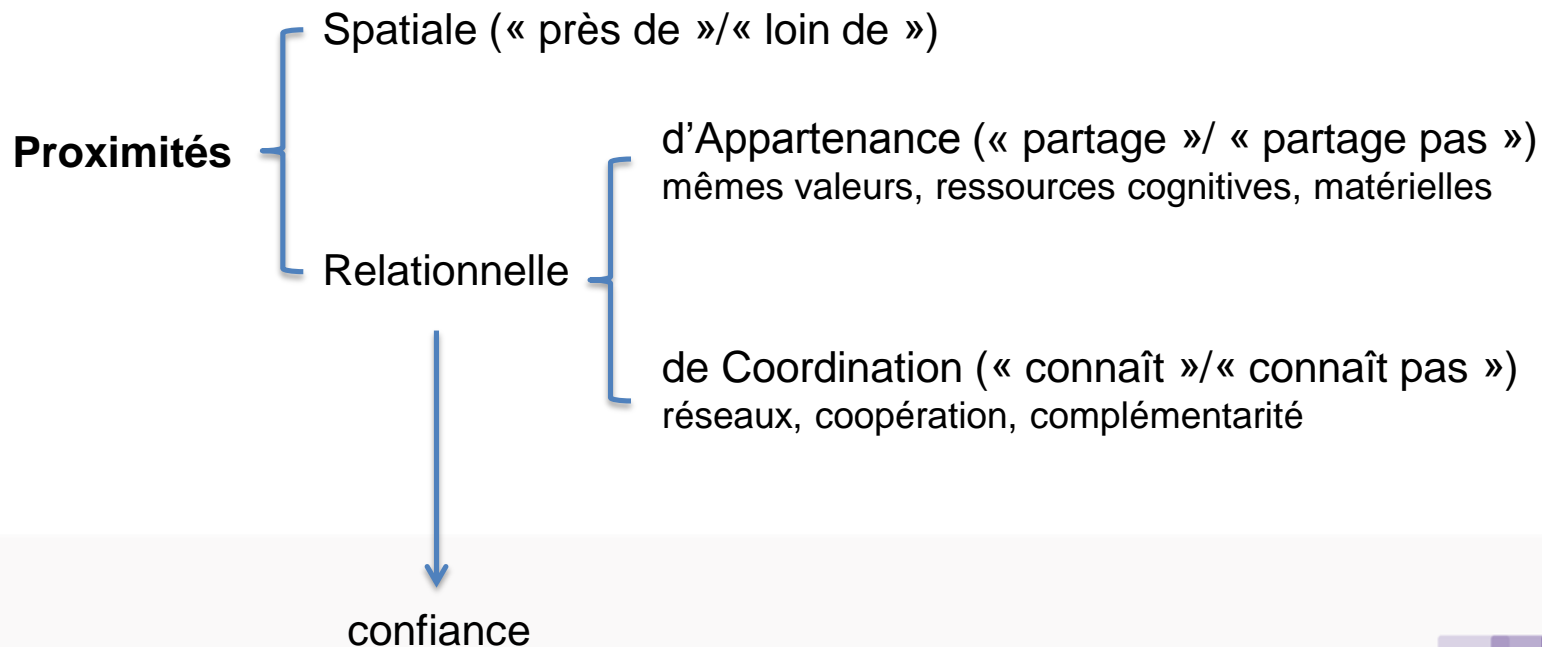 Spatiale (« près de »/« loin de »)
Proximités
d’Appartenance (« partage »/ « partage pas »)
mêmes valeurs, ressources cognitives, matérielles
Relationnelle
de Coordination (« connaît »/« connaît pas »)
réseaux, coopération, complémentarité
confiance